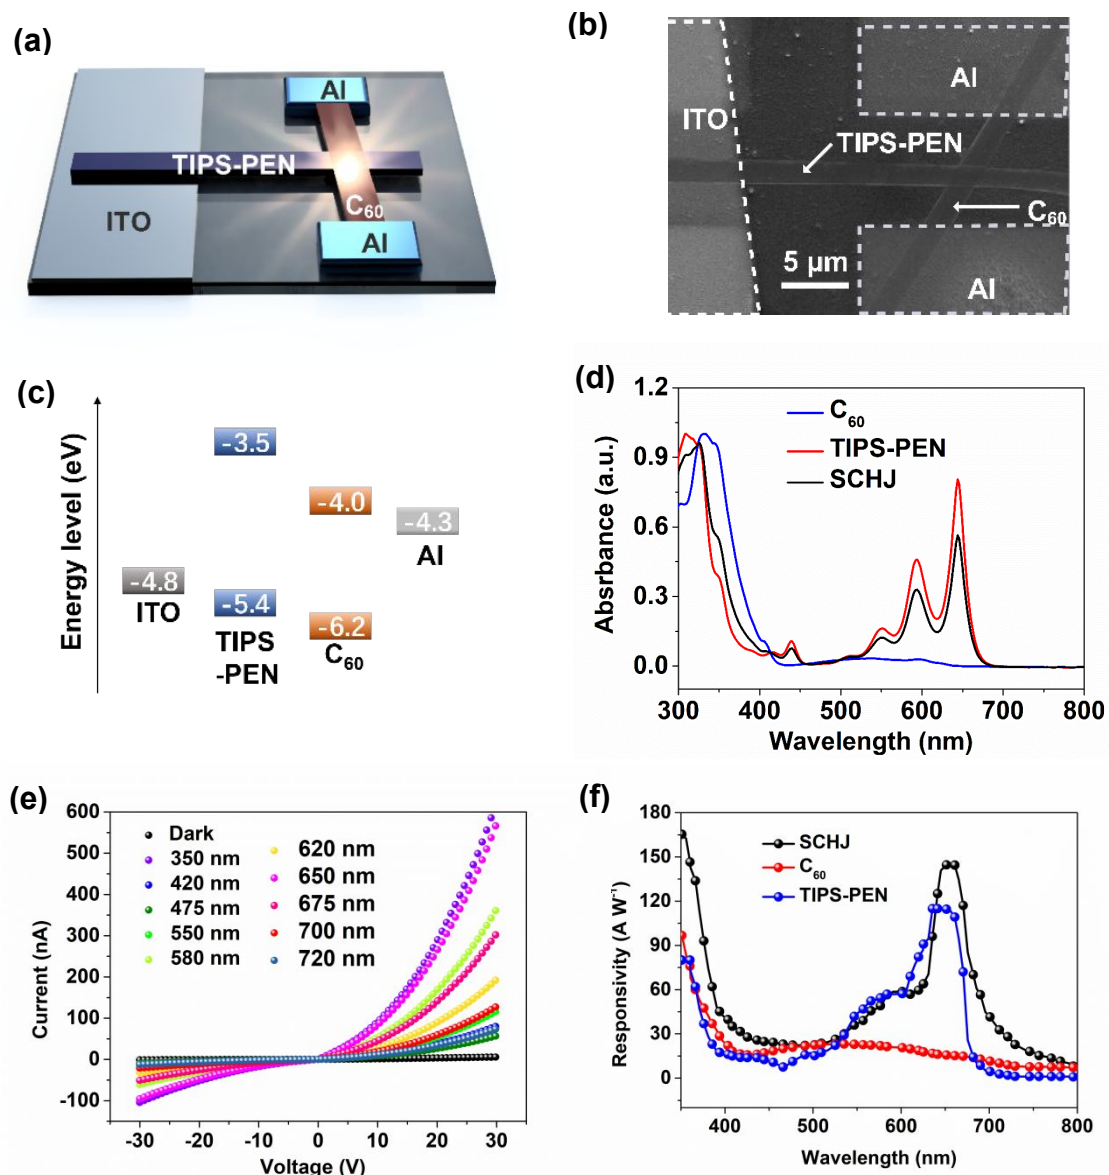 (a)
Al
TIPS-PEN
C60
ITO
Al
(b)
Al
ITO
TIPS-PEN
C60
5 μm
Al
(c)
Energy level (eV)
-3.5
-4.0
-4.3
Al
-4.8
ITO
-5.4
TIPS
-PEN
-6.2
C60
(d)
Absrbance (a.u.)
1.2
0.9
0.6
0.3
0.0
C60
TIPS-PEN
SCHJ
300 400 500 600 700 800
Wavelength (nm)
(e)
Current (nA)
600
500
400
300
200
100
0
-100
Dark
350 nm
420 nm
475 nm
550 nm
580 nm
620 nm
650 nm
675 nm
700 nm
720 nm
-30 -20 -10 0 10 20 30
Voltage (V)
(f)
Responsivity (A W⁻¹)
180
150
120
90
60
30
0
SCHJ
C60
TIPS-PEN
400 500 600 700 800
Wavelength (nm)